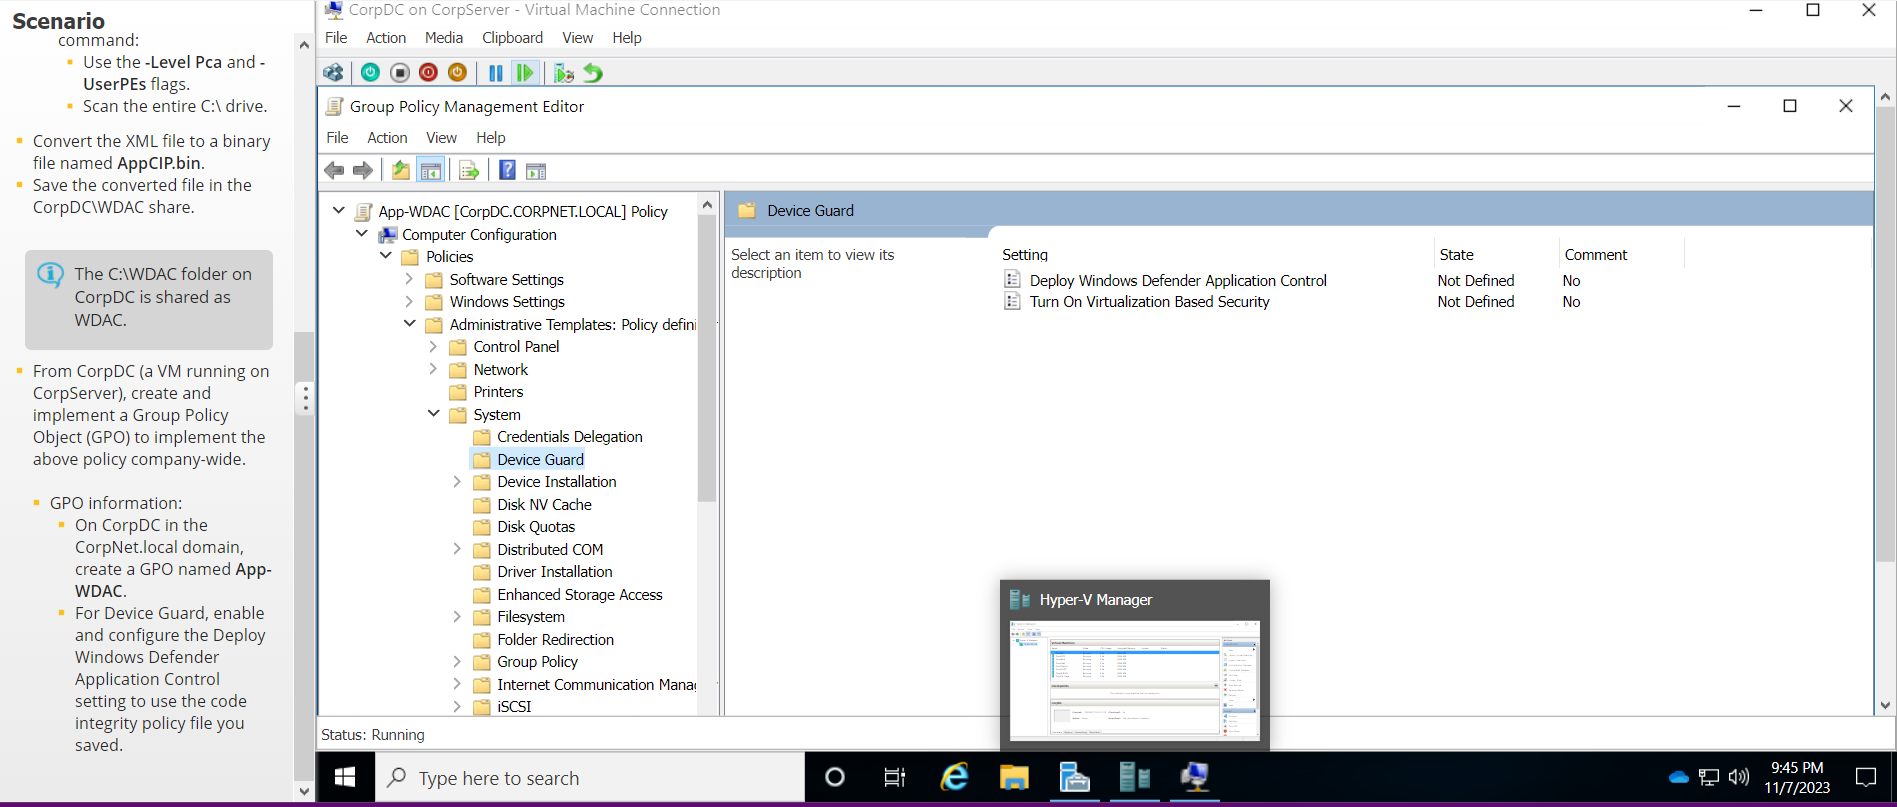 Scenario
command:
Use the -Level Pca and -
UserPEs flags.
Scan the entire C:\ drive.
Convert the XML file to a binary
file named AppCIP.bin.
Save the converted file in the
CorpDC\WDAC share.
The C:\WDAC folder on
CorpDC is shared as
WDAC.
From CorpDC (a VM running on
CorpServer), create and
implement a Group Policy
Object (GPO) to implement the
above policy company-wide.
GPO information:
On CorpDC in the
CorpNet.local domain,
create a GPO named App-
WDAC.
For Device Guard, enable
and configure the Deploy
Windows Defender
Application Control
setting to use the code
integrity policy file you
saved.
CorpDC on CorpServer - Virtual Machine Connection
File Action Media Clipboard View Help
Group Policy Management Editor
File Action View Help
App-WDAC [CorpDC.CORPNET.LOCAL] Policy
Computer Configuration
Policies
Software Settings
Windows Settings
Administrative Templates: Policy defini
Control Panel
Network
Printers
System
Credentials Delegation
Device Guard
Device Installation
Disk NV Cache
Disk Quotas
Distributed COM
Driver Installation
Enhanced Storage Access
Filesystem
Folder Redirection
Group Policy
Internet Communication Mana
iSCSI
Device Guard
Select an item to view its
description
Setting State Comment
Deploy Windows Defender Application Control Not Defined No
Turn On Virtualization Based Security Not Defined No
Hyper-V Manager
Status: Running
Type here to search
9:45 PM
11/7/2023